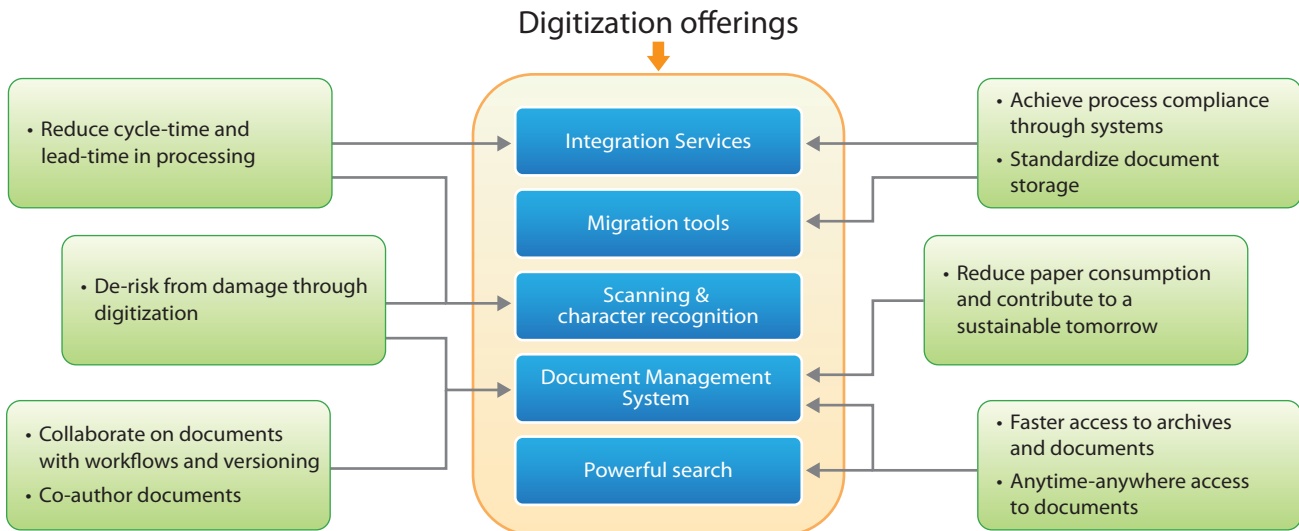 Digitization offerings
• Reduce cycle-time and
lead-time in processing
• De-risk from damage through
digitization
• Collaborate on documents
with workflows and versioning
• Co-author documents
Integration Services
Migration tools
Scanning &
character recognition
Document Management
System
Powerful search
• Achieve process compliance
through systems
• Standardize document
storage
• Reduce paper consumption
and contribute to a
sustainable tomorrow
• Faster access to archives
and documents
• Anytime-anywhere access
to documents